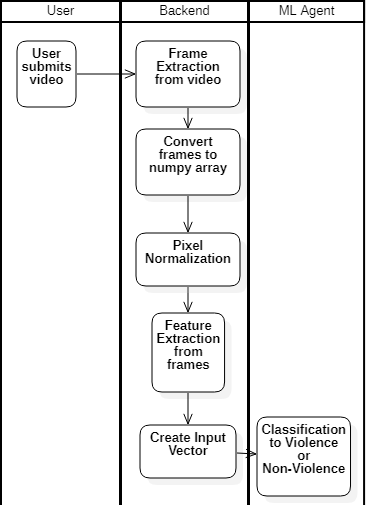 User
Backend
ML Agent
User
submits
video
Frame
Extraction
from video
Convert
frames to
numpy array
Pixel
Normalization
Feature
Extraction
from
frames
Create Input
Vector
Classification
to Violence
or
Non-Violence